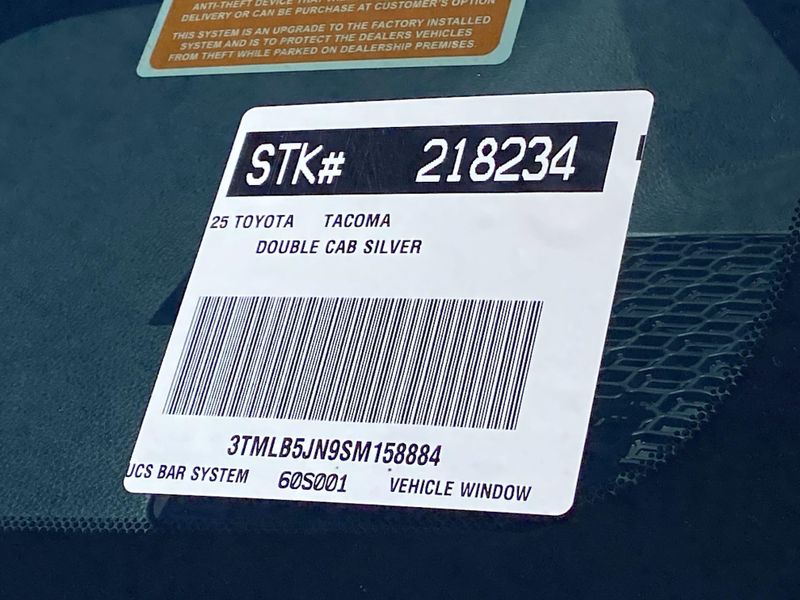 ANTI-THEFT DEVICE THAT
DELIVERY OR CAN BE PURCHASE AT CUSTOMER'S OPTION
THIS SYSTEM IS AN UPGRADE TO THE FACTORY INSTALLED
SYSTEM AND IS TO PROTECT THE DEALERS VEHICLES
FROM THEFT WHILE PARKED ON DEALERSHIP PREMISES.
STK# 218234
25 TOYOTA TACOMA
DOUBLE CAB SILVER
3TMLB5JN9SM158884
UCS BAR SYSTEM 60S001 VEHICLE WINDOW